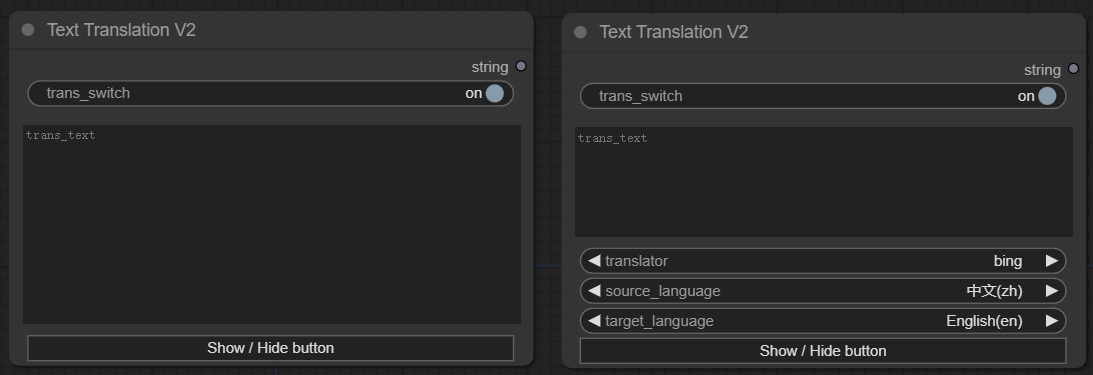 Text Translation V2
string
trans_switch on
trans_text
Show / Hide button
Text Translation V2
string
trans_switch on
trans_text
translator bing
source_language 中文(zh)
target_language English(en)
Show / Hide button